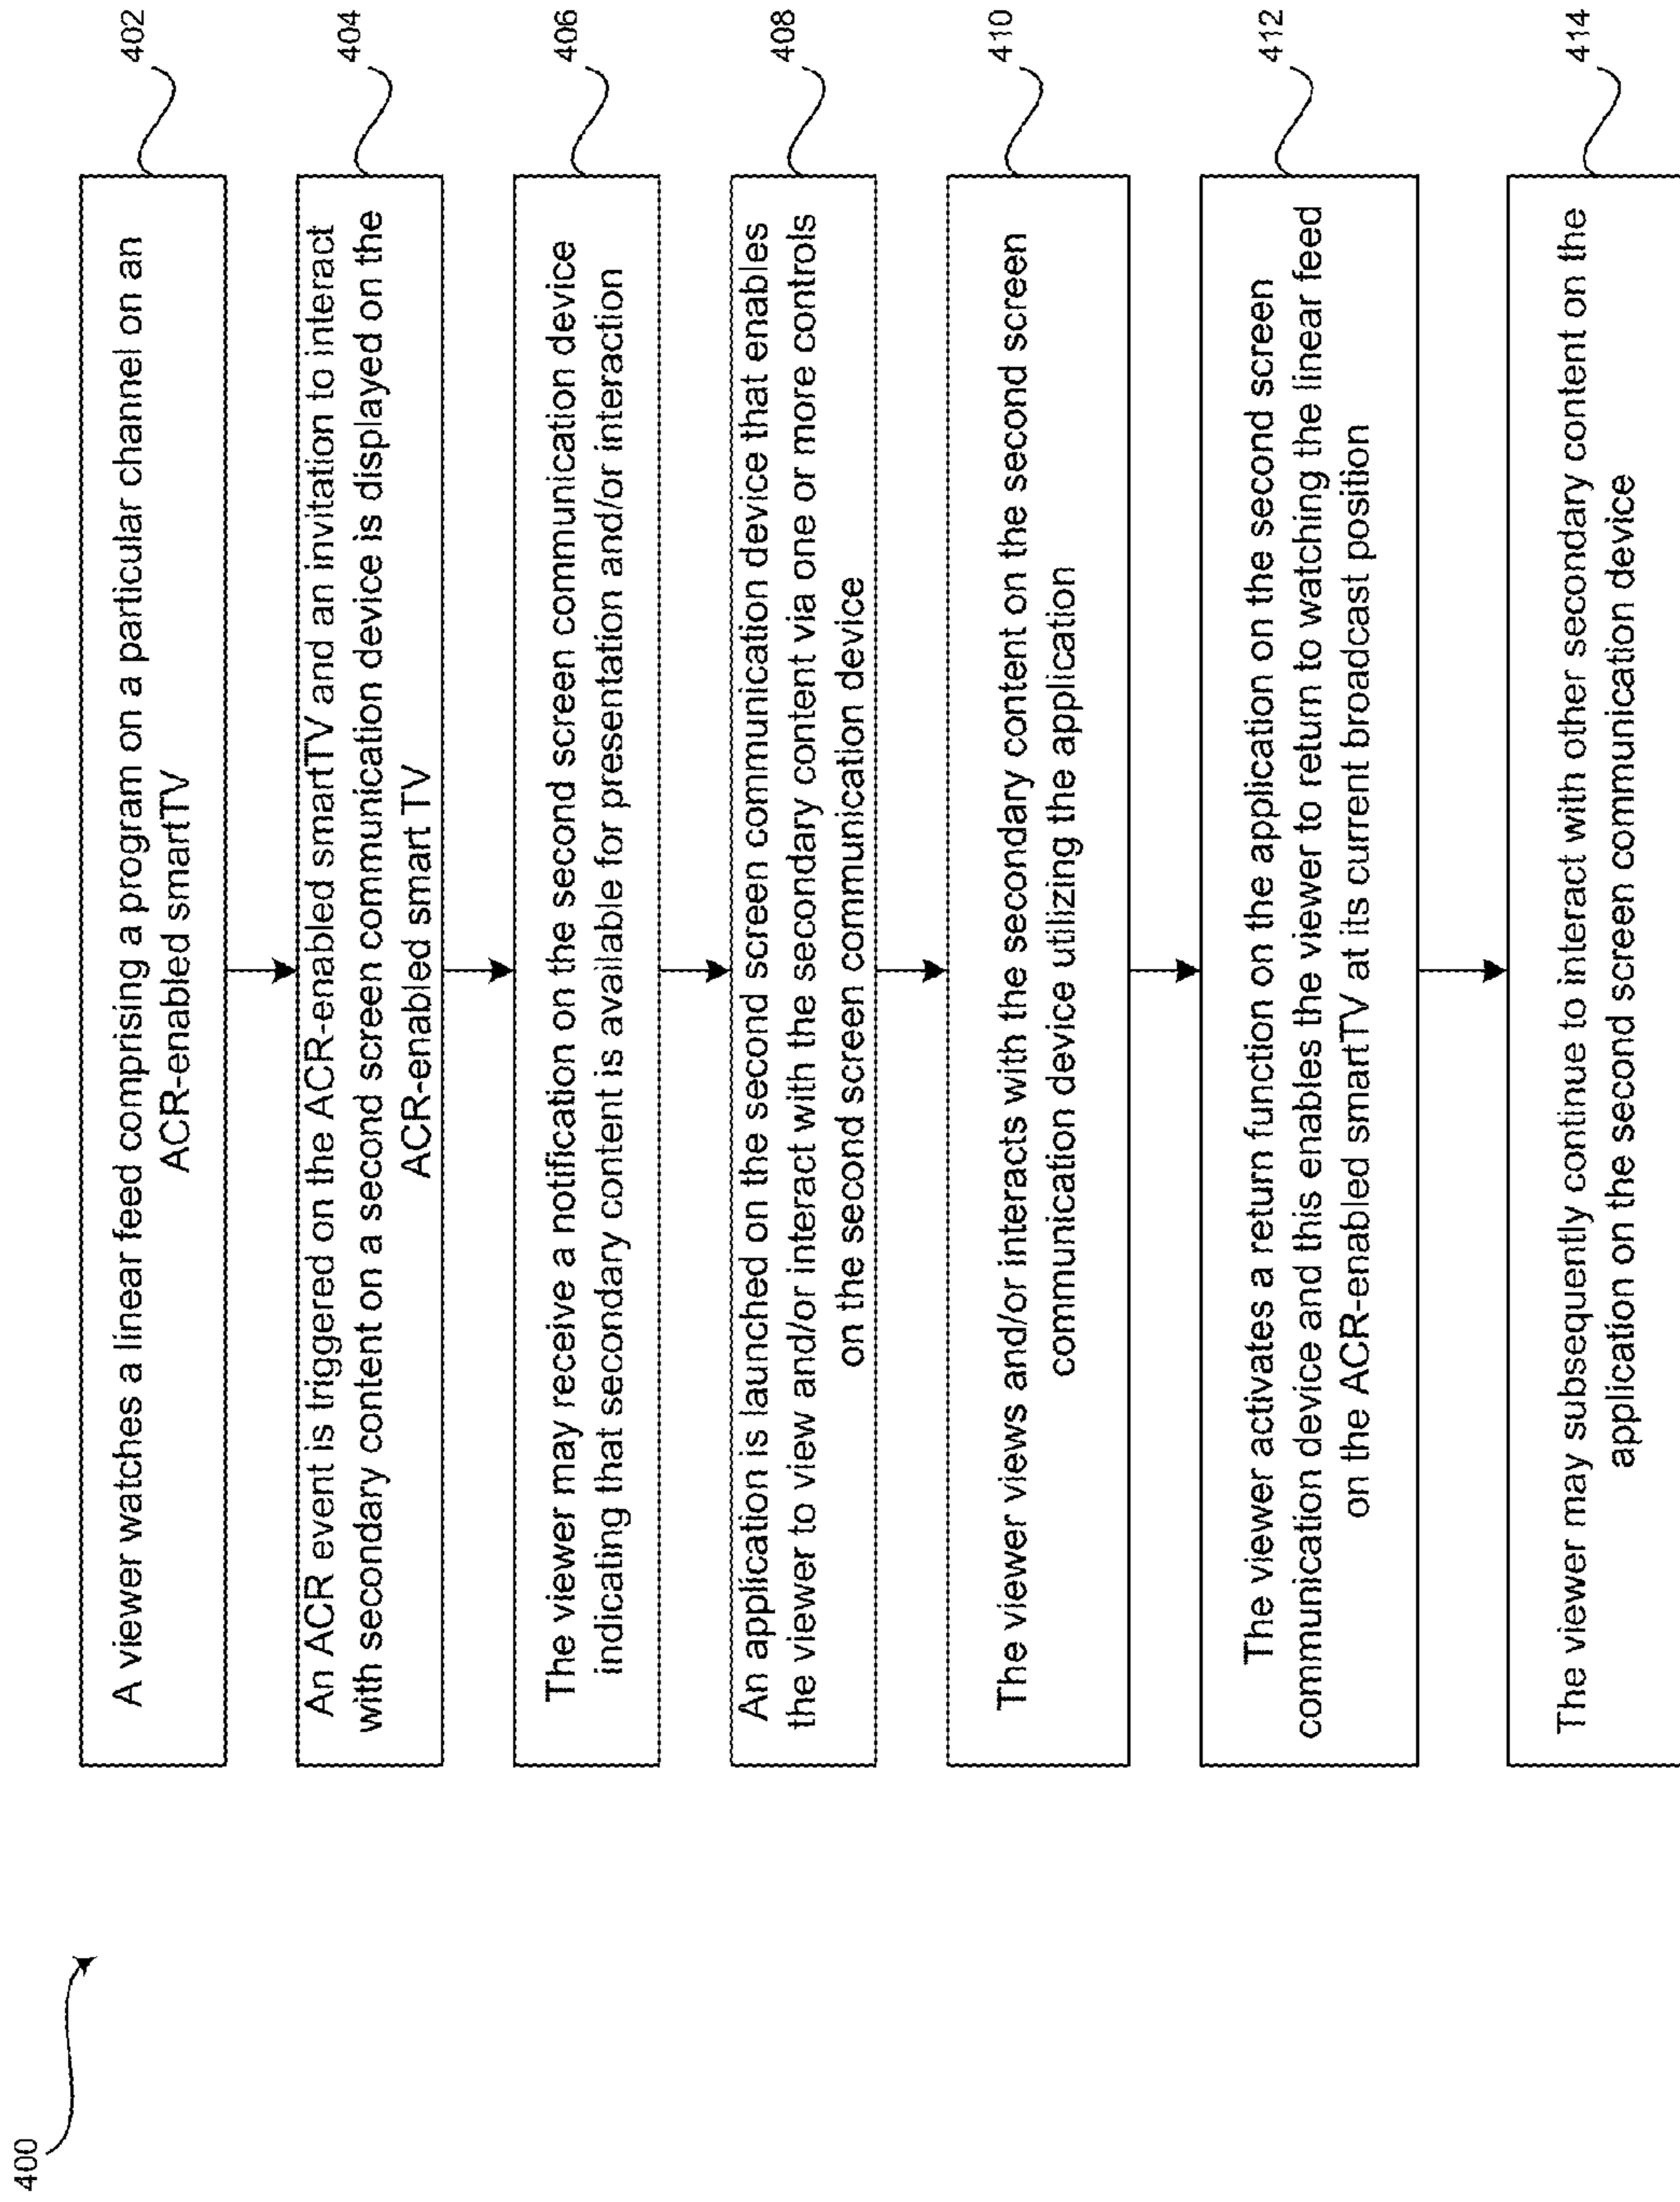 400
A viewer watches a linear feed comprising a program on a particular channel on an
ACR-enabled smartTV
402
An ACR event is triggered on the ACR-enabled smartTV and an invitation to interact
with secondary content on a second screen communication device is displayed on the
ACR-enabled smart TV
404
The viewer may receive a notification on the second screen communication device
indicating that secondary content is available for presentation and/or interaction
406
An application is launched on the second screen communication device that enables
the viewer to view and/or interact with the secondary content via one or more controls
on the second screen communication device
408
The viewer views and/or interacts with the secondary content on the second screen
communication device utilizing the application
410
The viewer activates a return function on the application on the second screen
communication device and this enables the viewer to return to watching the linear feed
on the ACR-enabled smartTV at its current broadcast position
412
The viewer may subsequently continue to interact with other secondary content on the
application on the second screen communication device
414